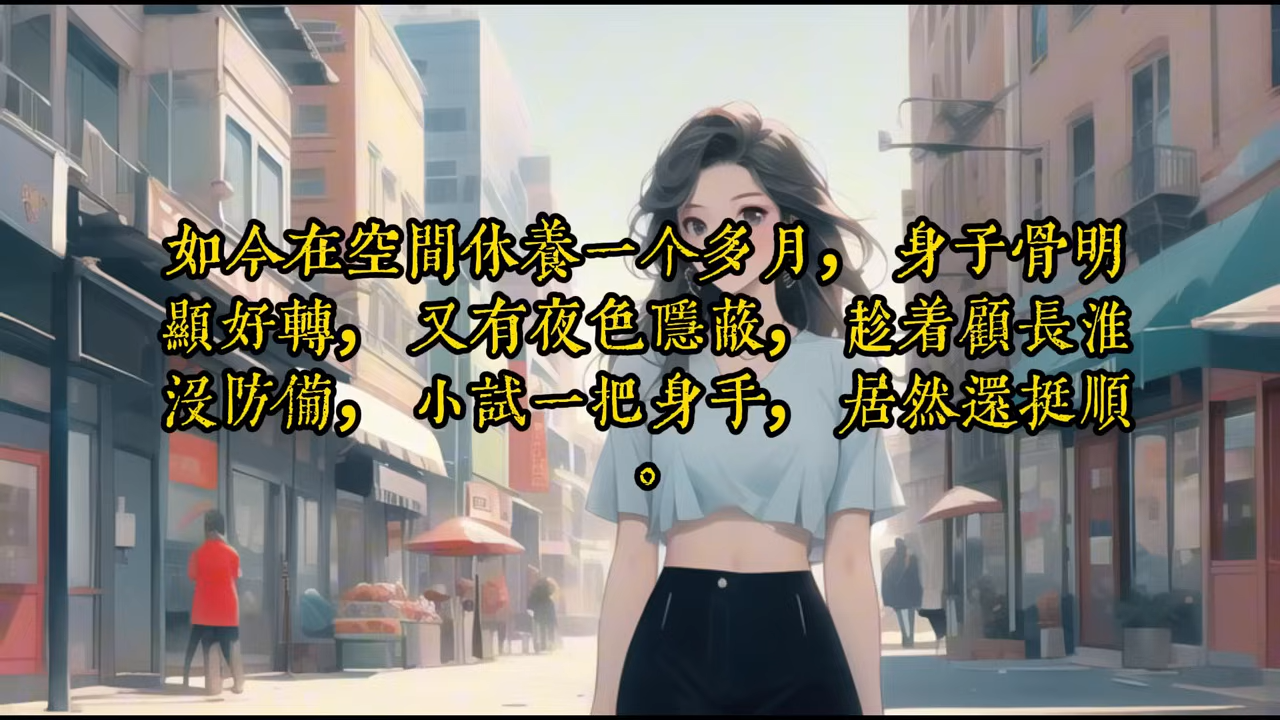 如今在空間休養一个多月， 身子骨明
顯好轉， 又有夜色隱蔽， 趁着顧長淮
沒防備， 小試一把身手， 居然還挺順
。